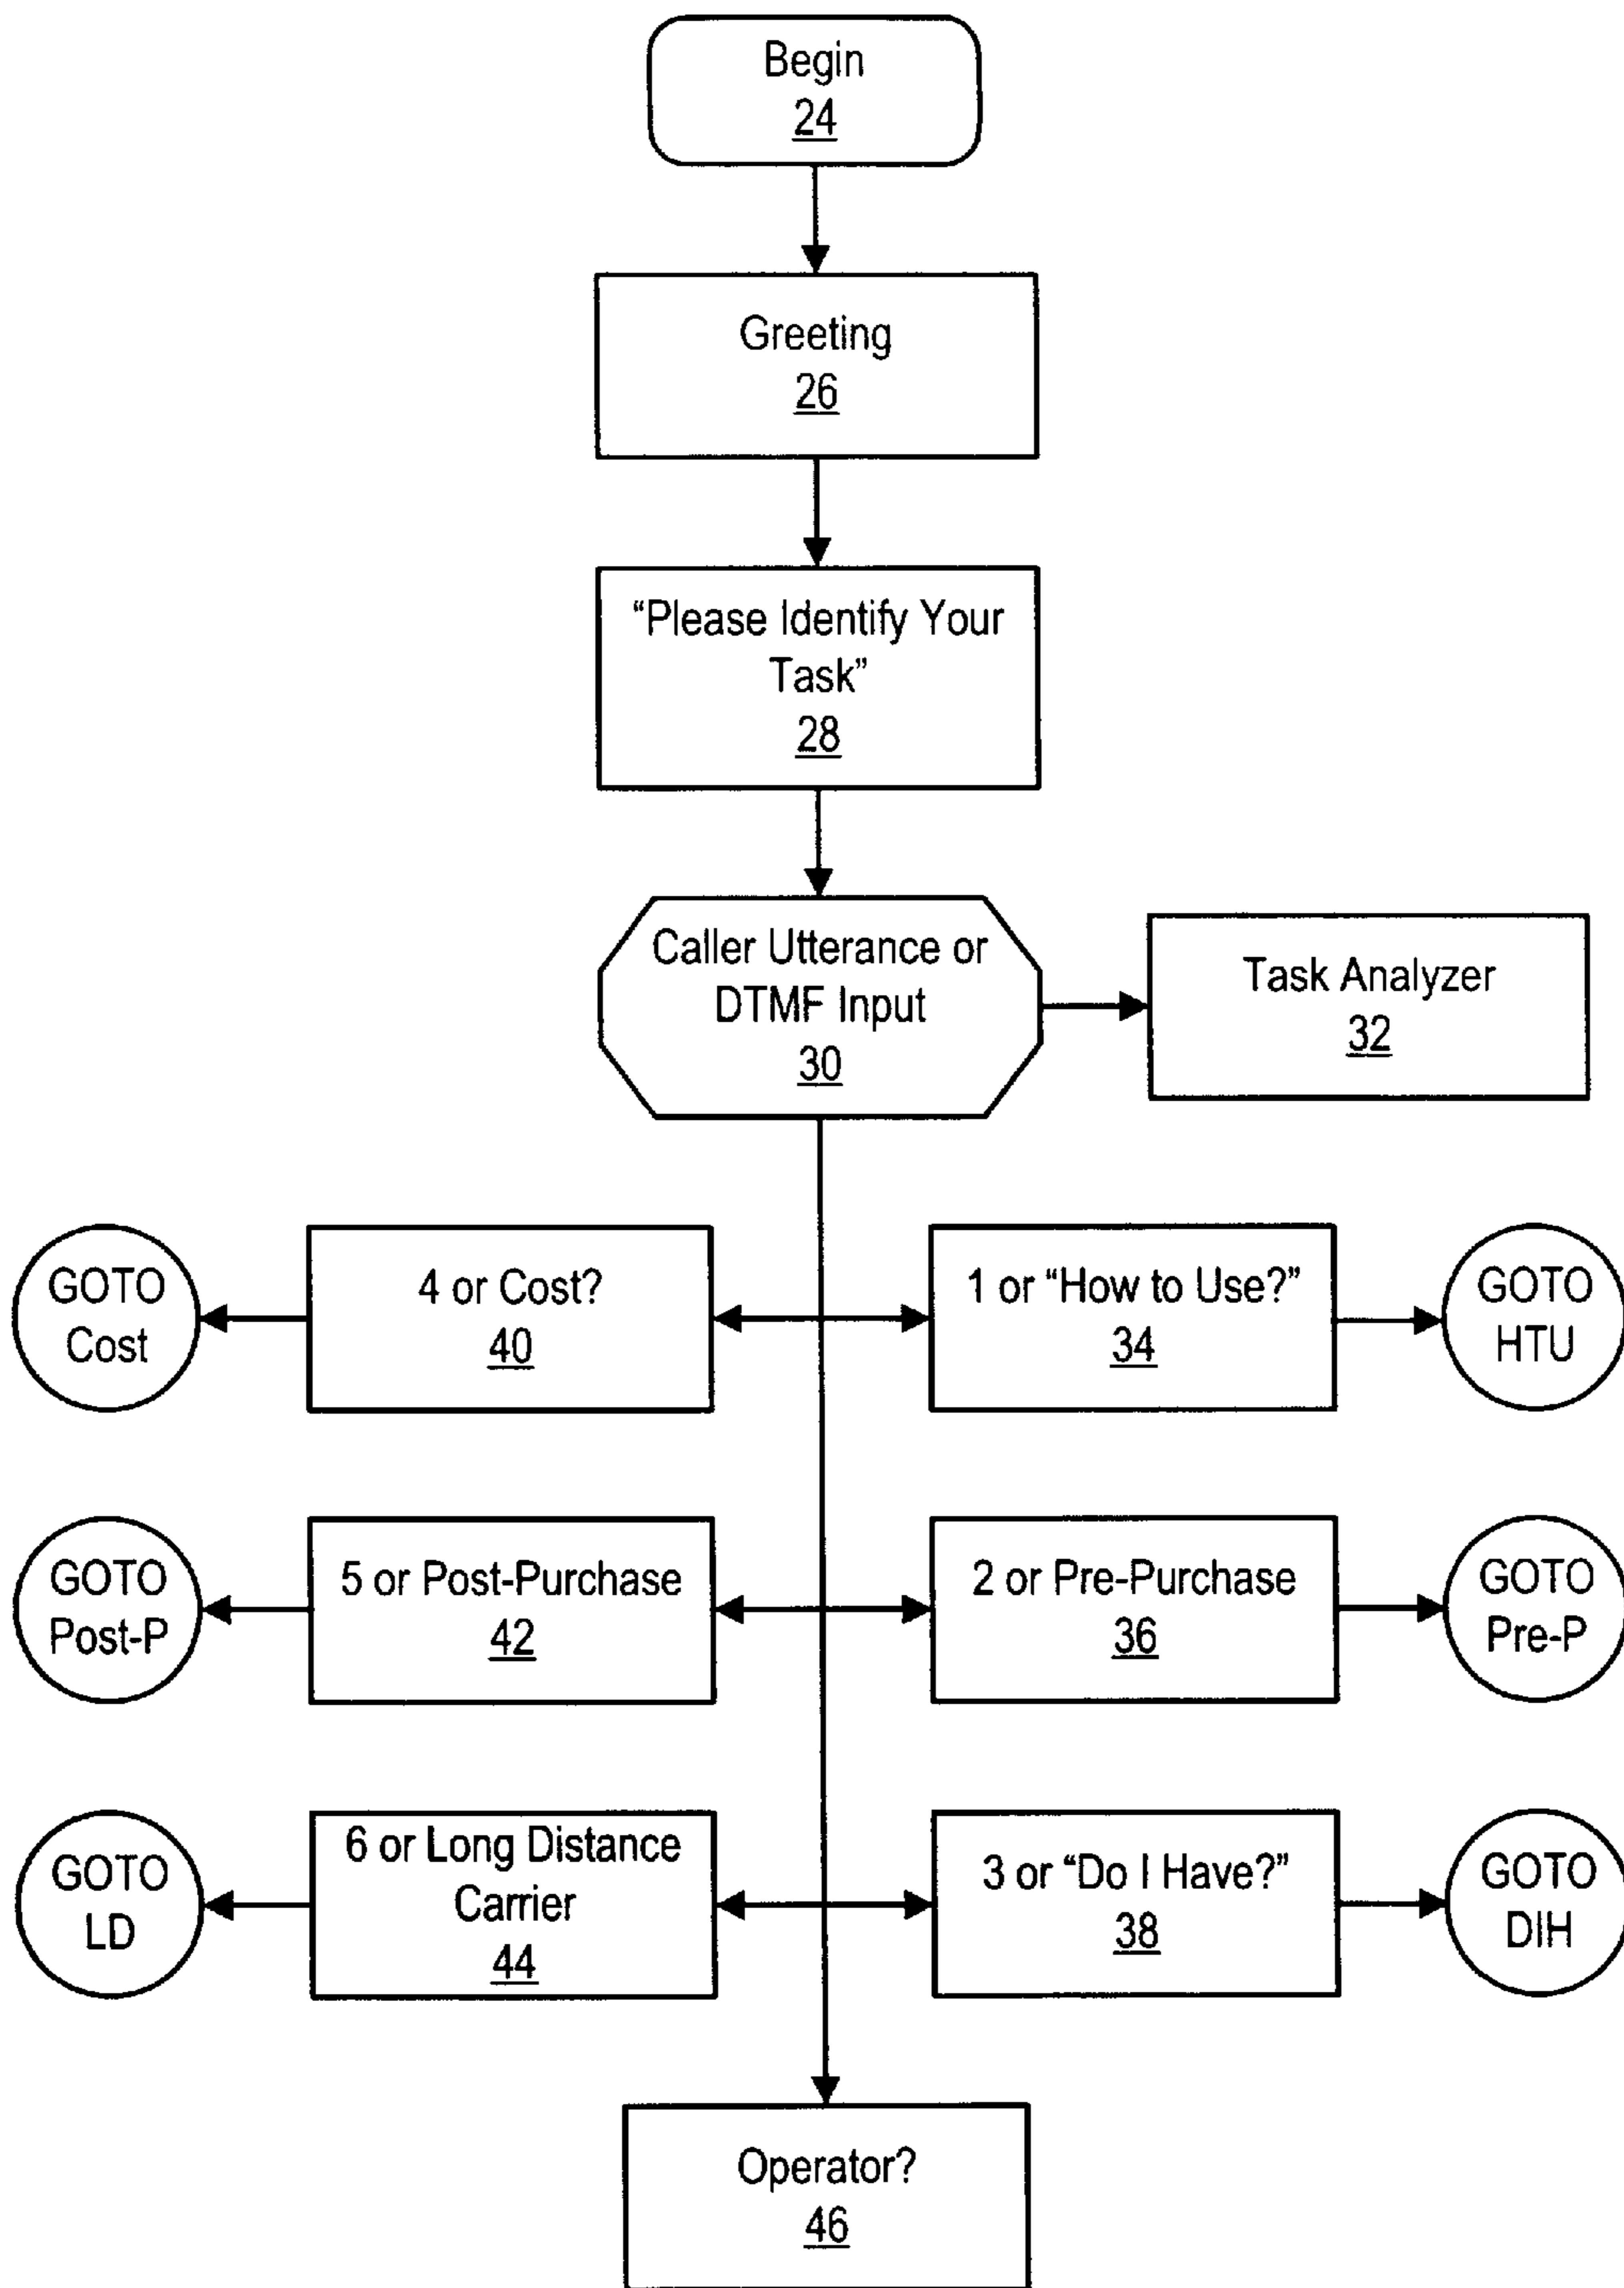 Begin
24
Greeting
26
“Please Identify Your
Task”
28
Caller Utterance or
DTMF Input
30
Task Analyzer
32
GOTO
Cost
4 or Cost?
40
1 or “How to Use?”
34
GOTO
HTU
GOTO
Post-P
5 or Post-Purchase
42
2 or Pre-Purchase
36
GOTO
Pre-P
GOTO
LD
6 or Long Distance
Carrier
44
3 or “Do I Have?”
38
GOTO
DIH
Operator?
46